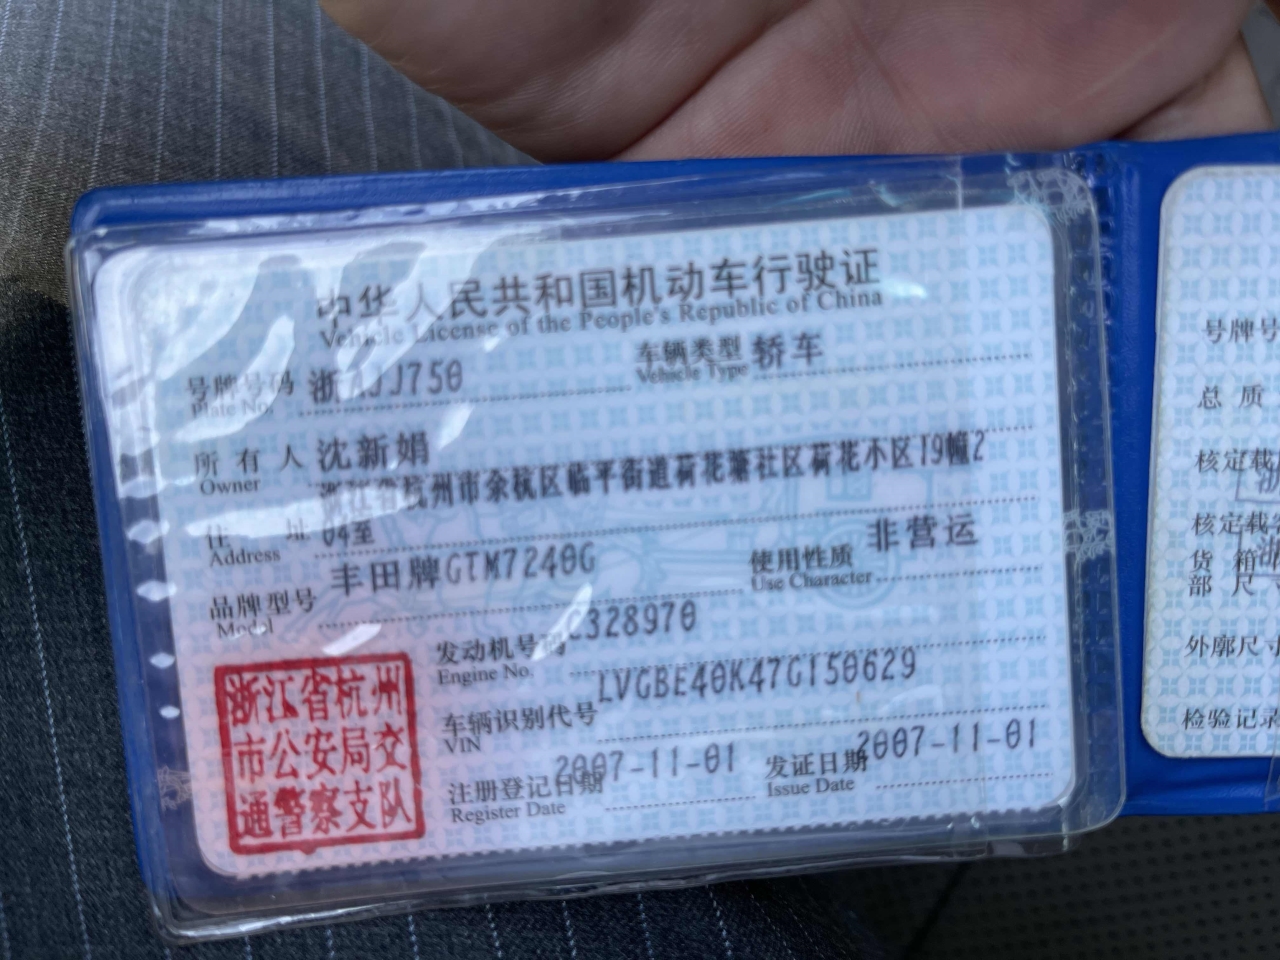 中华人民共和国机动车行驶证
Vehicle License of the People's Republic of China
号牌号码 浙 JJ750 车辆类型 轿车
Plate No. Vehicle Type
所有人 沈新娟
Owner
浙江省杭州市余杭区临平街道荷花塘社区荷花小区19幢2
住址 04至
Address
品牌型号 丰田牌GTM7240G 使用性质 非营运
Model Use Character
发动机号码 C328970
Engine No.
车辆识别代号 LVGBE40K47G150629
VIN
注册登记日期 2007-11-01 发证日期 2007-11-01
Register Date Issue Date
浙江省杭州
市公安局交
通警察支队
号牌号
总质
核定载
核定载
货箱
部尺
外廓尺寸
检验记录